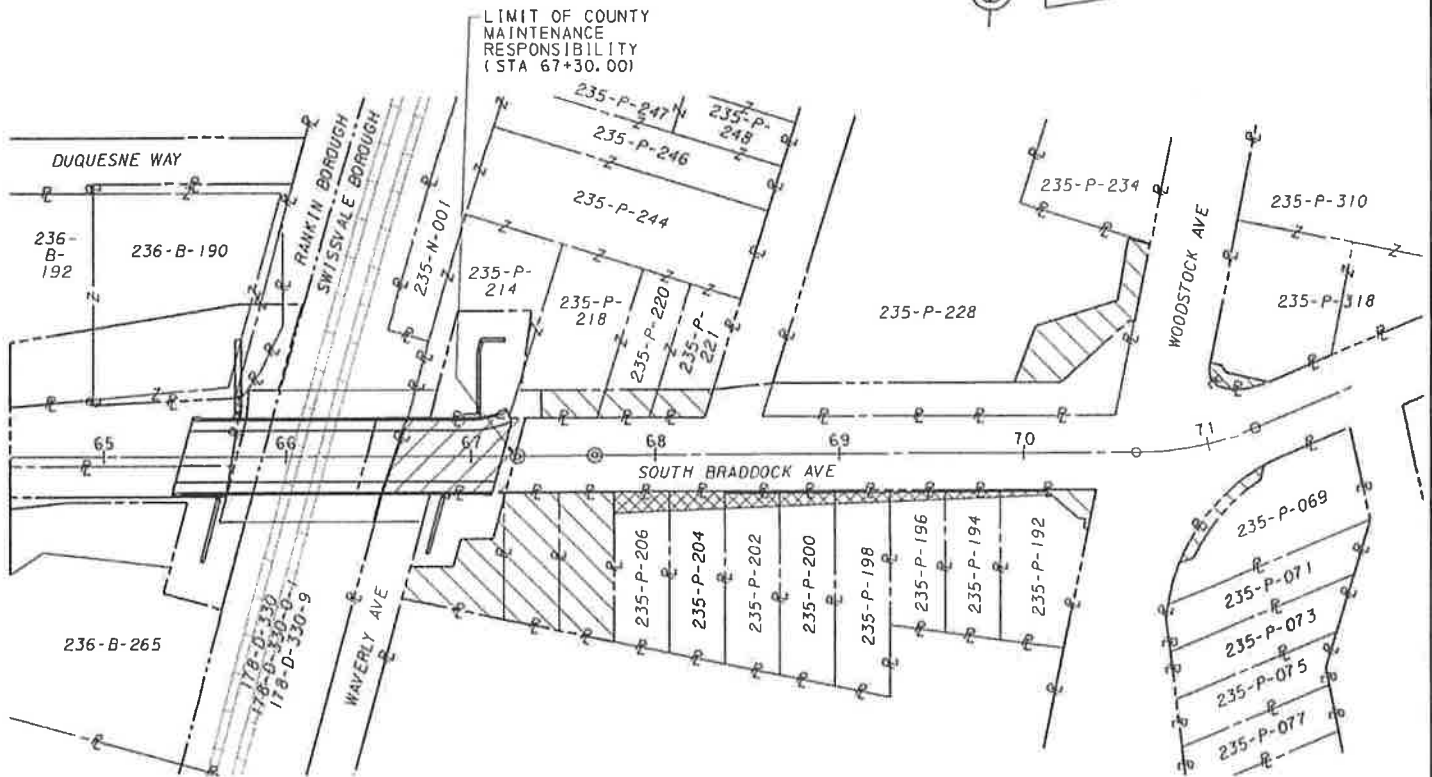 LIMIT OF COUNTY
MAINTENANCE
RESPONSIBILITY
(STA 67+30.00)
DUQUESNE WAY
RANKIN BOROUGH
SWISSVALE BOROUGH
236-
B-
192
236-B-190
235-N-001
235-P-247
235-P-
248
235-P-246
235-P-244
235-P-
214
235-P-
218
235-P-220
235-P-
221
235-P-228
235-P-234
WOODSTOCK AVE
235-P-310
235-P-318
65
66
67
68
69
70
71
SOUTH BRADDOCK AVE
235-P-206
235-P-204
235-P-202
235-P-200
235-P-198
235-P-196
235-P-194
235-P-192
235-P-069
235-P-071
235-P-073
235-P-075
235-P-077
236-B-265
178-D-330
178-D-330-0-1
178-D-330-9
WAVERLY AVE